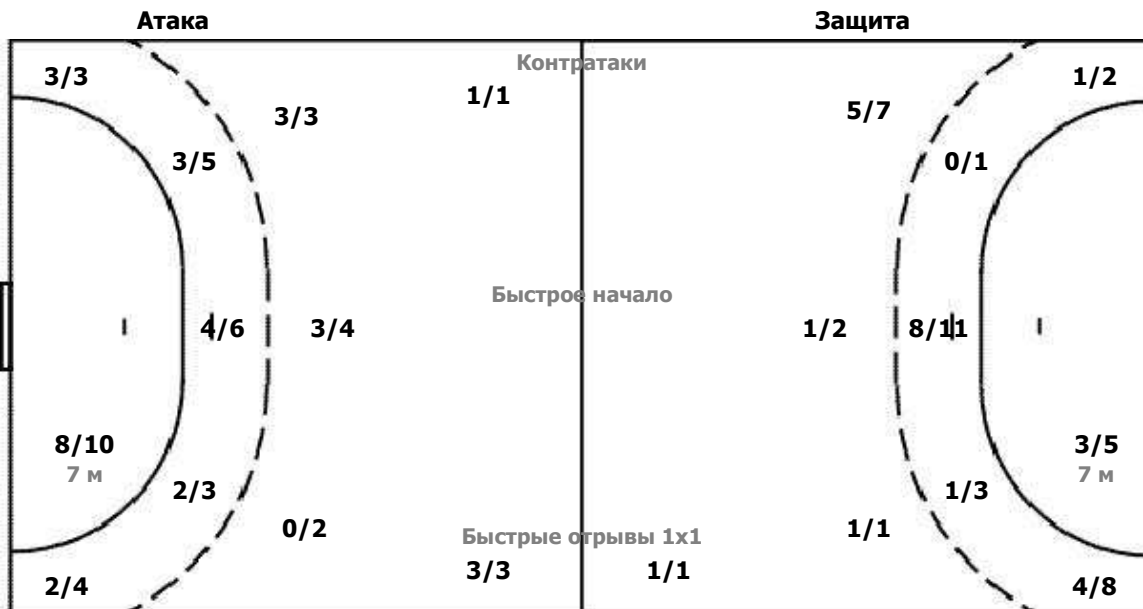 Атака Защита
Контратаки
3/3 1/1 1/2
3/3 5/7
3/5 0/1
Быстрое начало
4/6 3/4 1/2 8/11
8/10 3/5
7 м 7 м
2/3 1/3
0/2 Быстрые отрывы 1x1 1/1
3/3 1/1
2/4 4/8